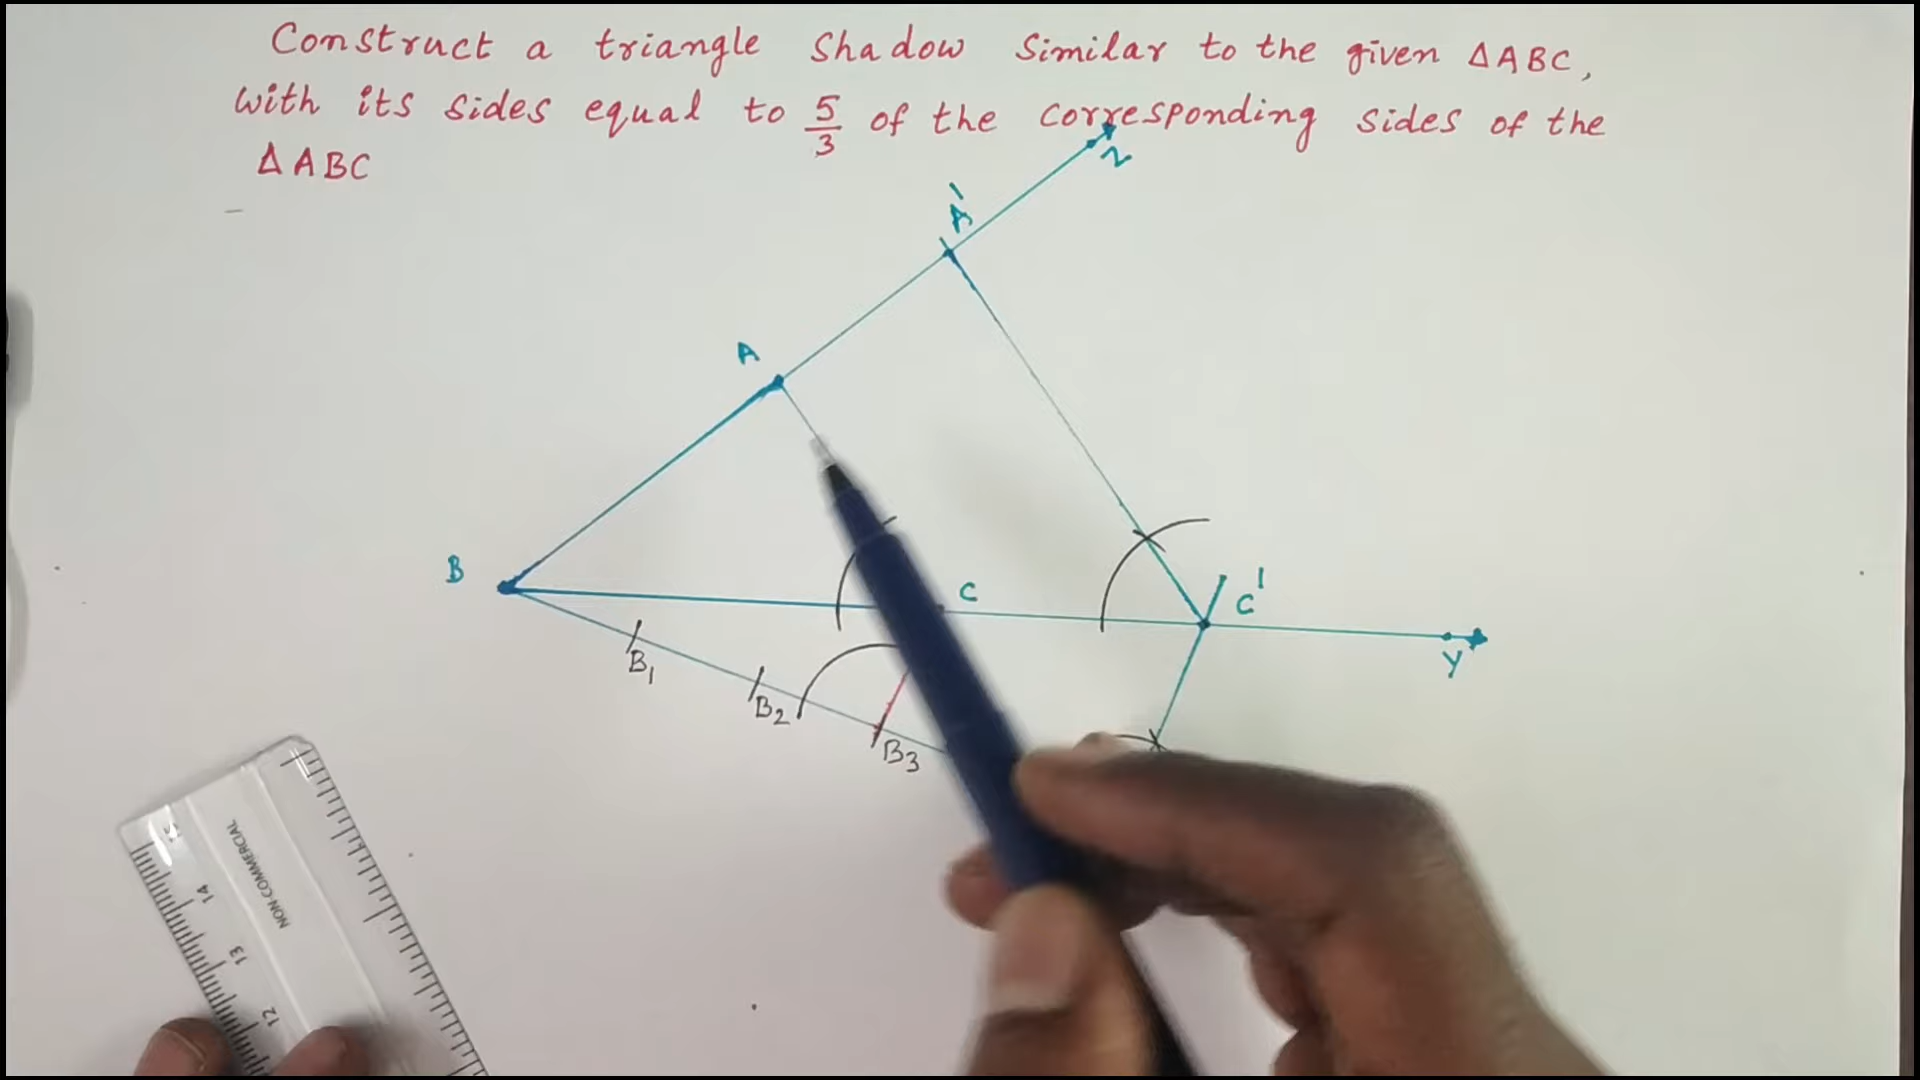 Construct a triangle Shadow Similar to the given ΔABC,
with its sides equal to 5/3 of the corresponding sides of the
ΔABC
Z
A'
A
B
C
C'
Y
B1
B2
B3
NON-COMMERCIAL
14
13
12